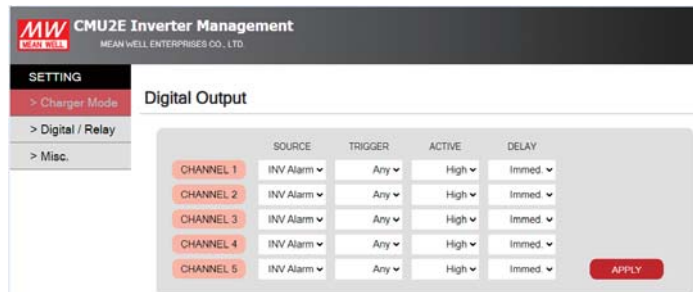 MW
MEAN WELL
CMU2E Inverter Management
MEAN WELL ENTERPRISES CO., LTD.
SETTING
> Charger Mode
> Digital / Relay
> Misc.
Digital Output
SOURCE TRIGGER ACTIVE DELAY
CHANNEL 1 INV Alarm Any High Immed.
CHANNEL 2 INV Alarm Any High Immed.
CHANNEL 3 INV Alarm Any High Immed.
CHANNEL 4 INV Alarm Any High Immed.
CHANNEL 5 INV Alarm Any High Immed. APPLY